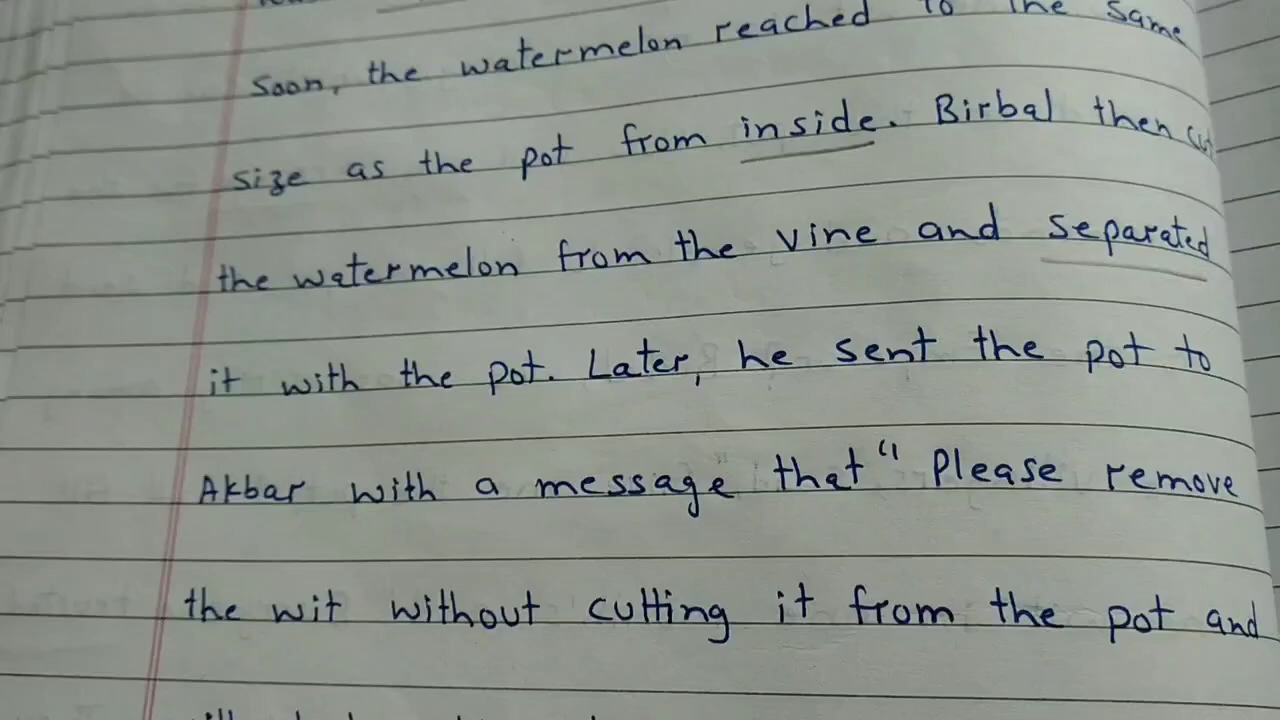 Soon, the watermelon reached to the same
size as the pot from inside. Birbal then cut
the watermelon from the vine and separated
it with the pot. Later, he sent the pot to
Akbar with a message that "Please remove
the wit without cutting it from the pot and